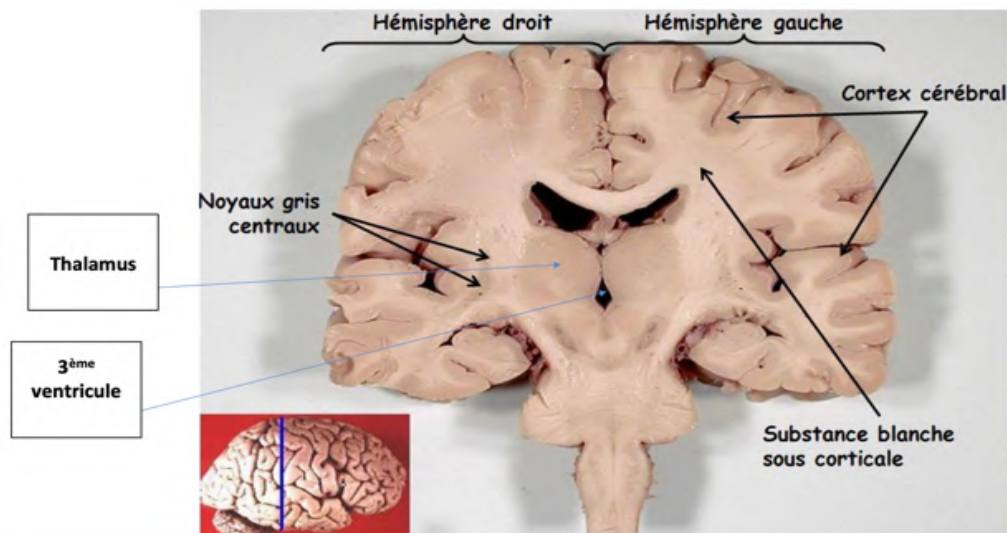 Hémisphère droit
Hémisphère gauche
Cortex cérébral
Noyaux gris
centraux
Thalamus
3ème
ventricule
Substance blanche
sous corticale